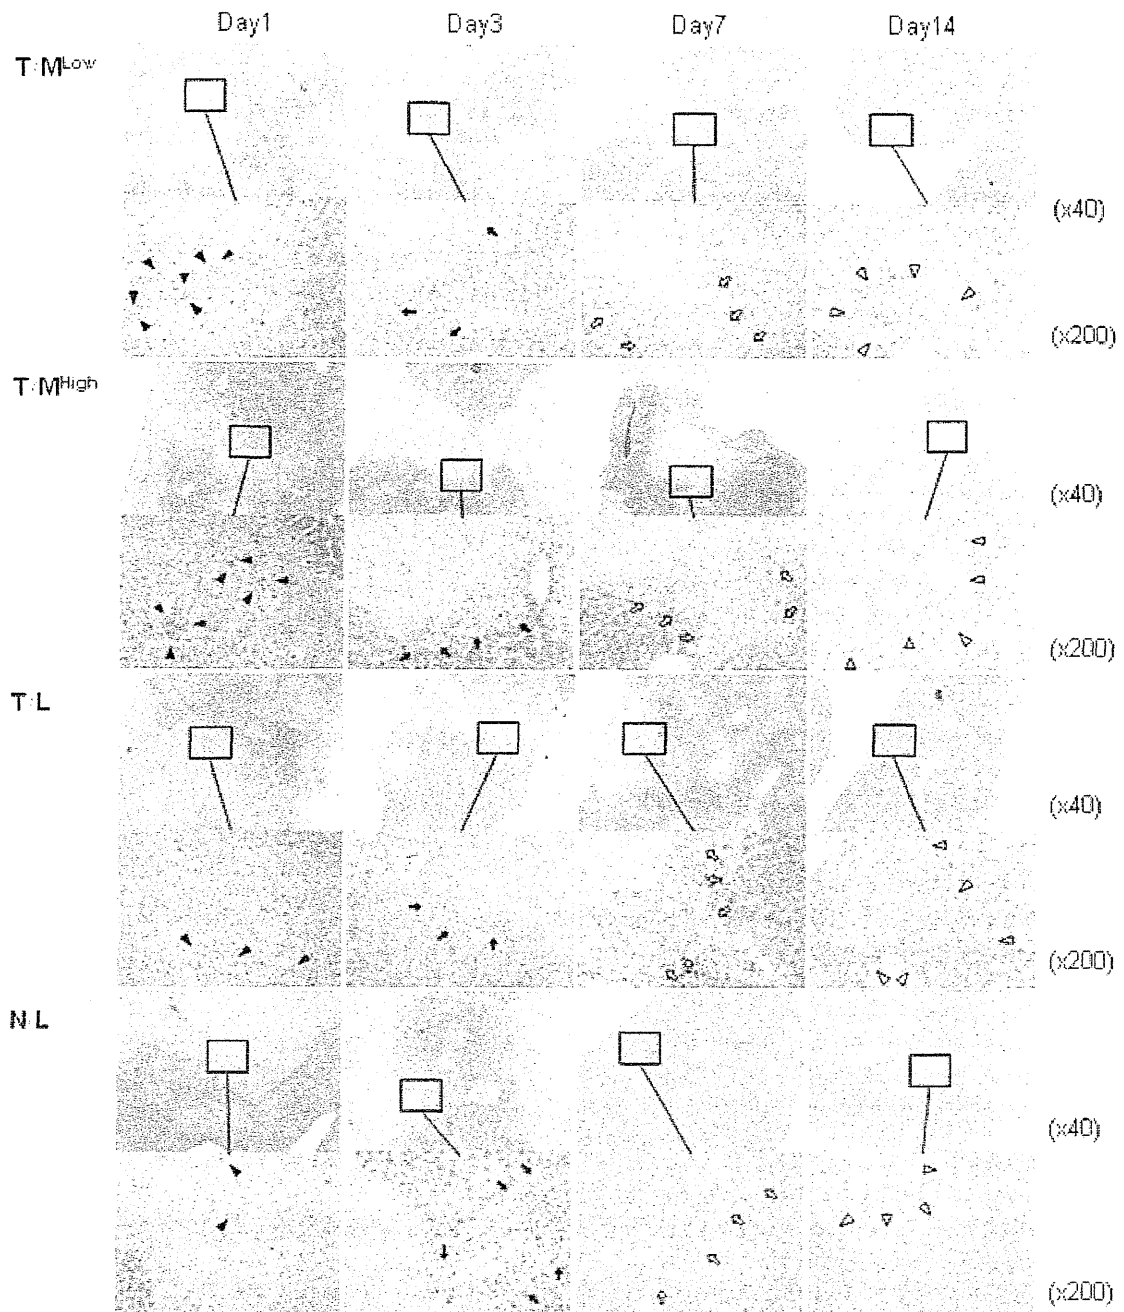 Day1 Day3 Day7 Day14
T:M^Low
(x40)
(x200)
T:M^High
(x40)
(x200)
T:L
(x40)
(x200)
N:L
(x40)
(x200)